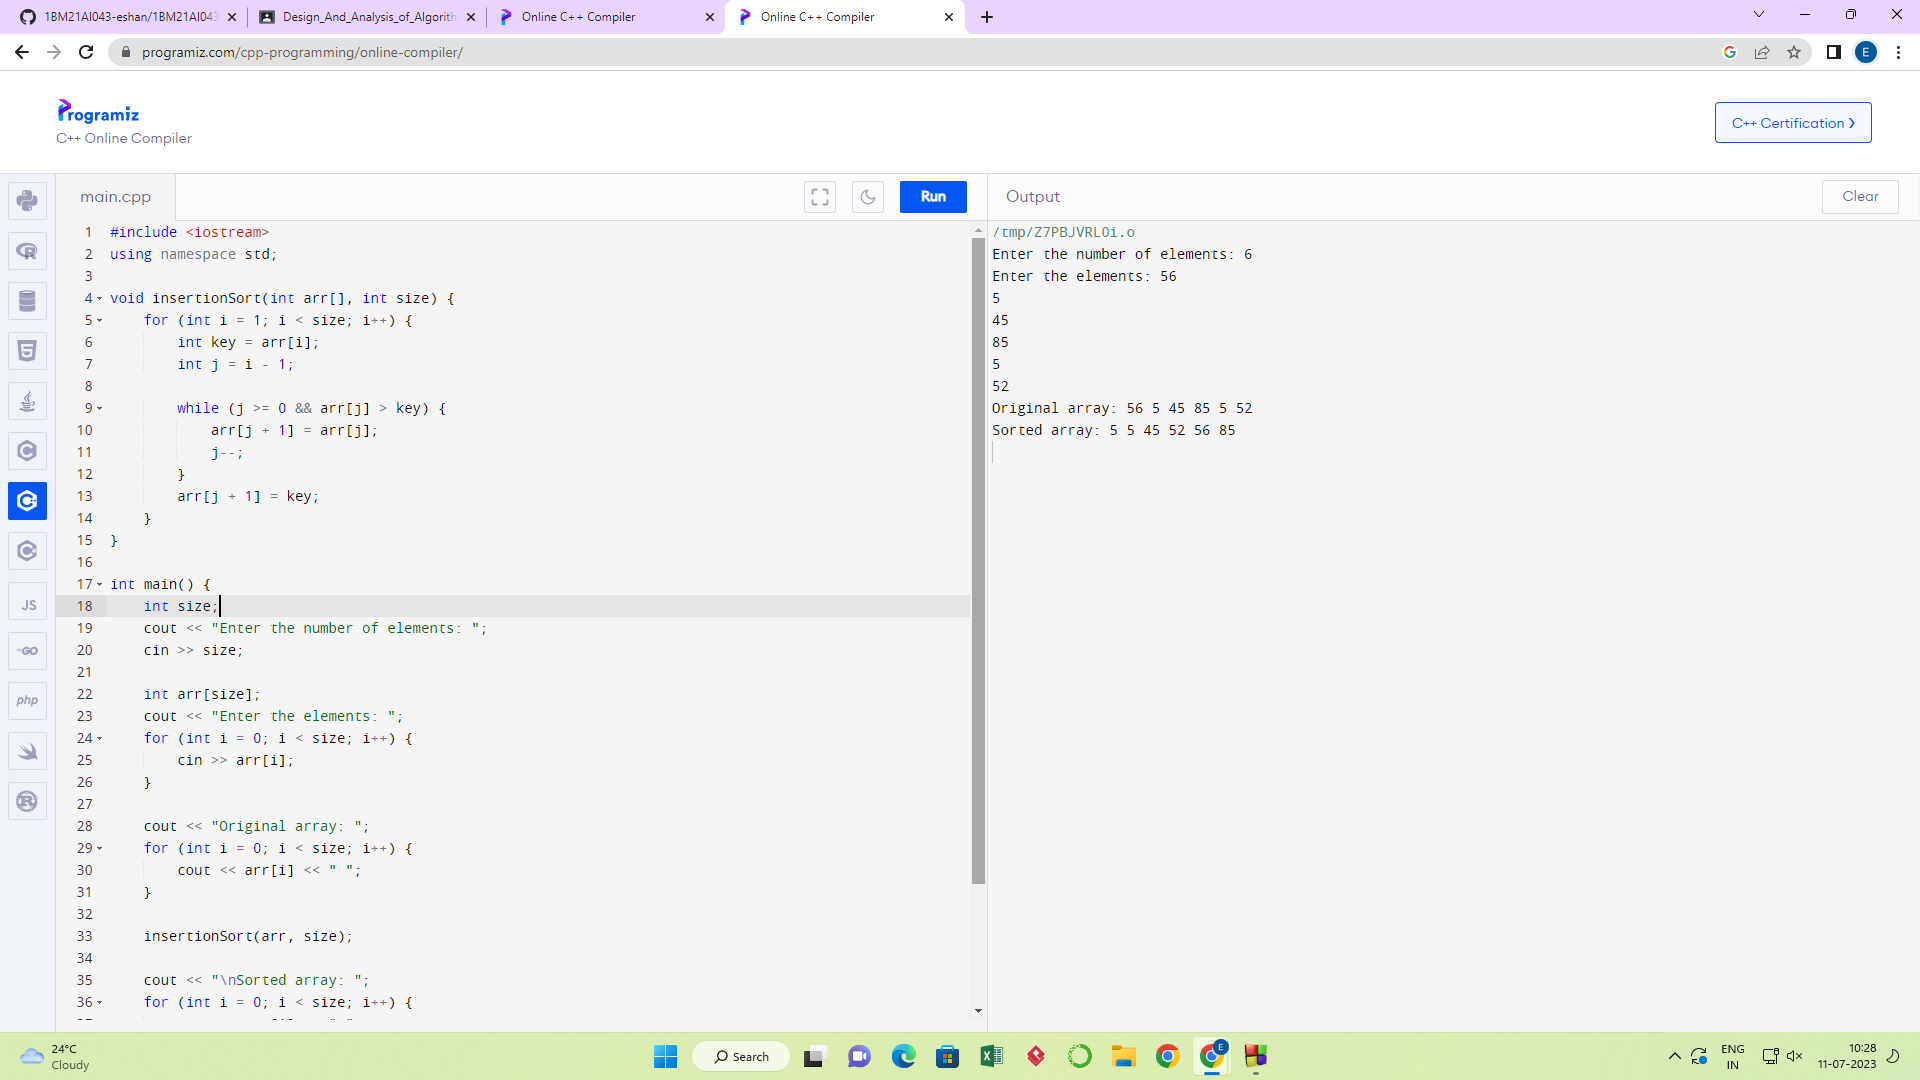 1BM21AI043-eshan/1BM21AI043
Design_And_Analysis_of_Algorith
Online C++ Compiler
Online C++ Compiler
programiz.com/cpp-programming/online-compiler/
E
Programiz
C++ Online Compiler
C++ Certification
main.cpp
Run
Output
Clear
1 #include <iostream>
2 using namespace std;
3
4 void insertionSort(int arr[], int size) {
5 for (int i = 1; i < size; i++) {
6 int key = arr[i];
7 int j = i - 1;
8
9 while (j >= 0 && arr[j] > key) {
10 arr[j + 1] = arr[j];
11 j--;
12 }
13 arr[j + 1] = key;
14 }
15 }
16
17 int main() {
18 int size;
19 cout << "Enter the number of elements: ";
20 cin >> size;
21
22 int arr[size];
23 cout << "Enter the elements: ";
24 for (int i = 0; i < size; i++) {
25 cin >> arr[i];
26 }
27
28 cout << "Original array: ";
29 for (int i = 0; i < size; i++) {
30 cout << arr[i] << " ";
31 }
32
33 insertionSort(arr, size);
34
35 cout << "\nSorted array: ";
36 for (int i = 0; i < size; i++) {
/tmp/Z7PBJVRLOi.o
Enter the number of elements: 6
Enter the elements: 56
5
45
85
5
52
Original array: 56 5 45 85 5 52
Sorted array: 5 5 45 52 56 85
JS
GO
php
24°C
Cloudy
Search
E
ENG
IN
10:28
11-07-2023